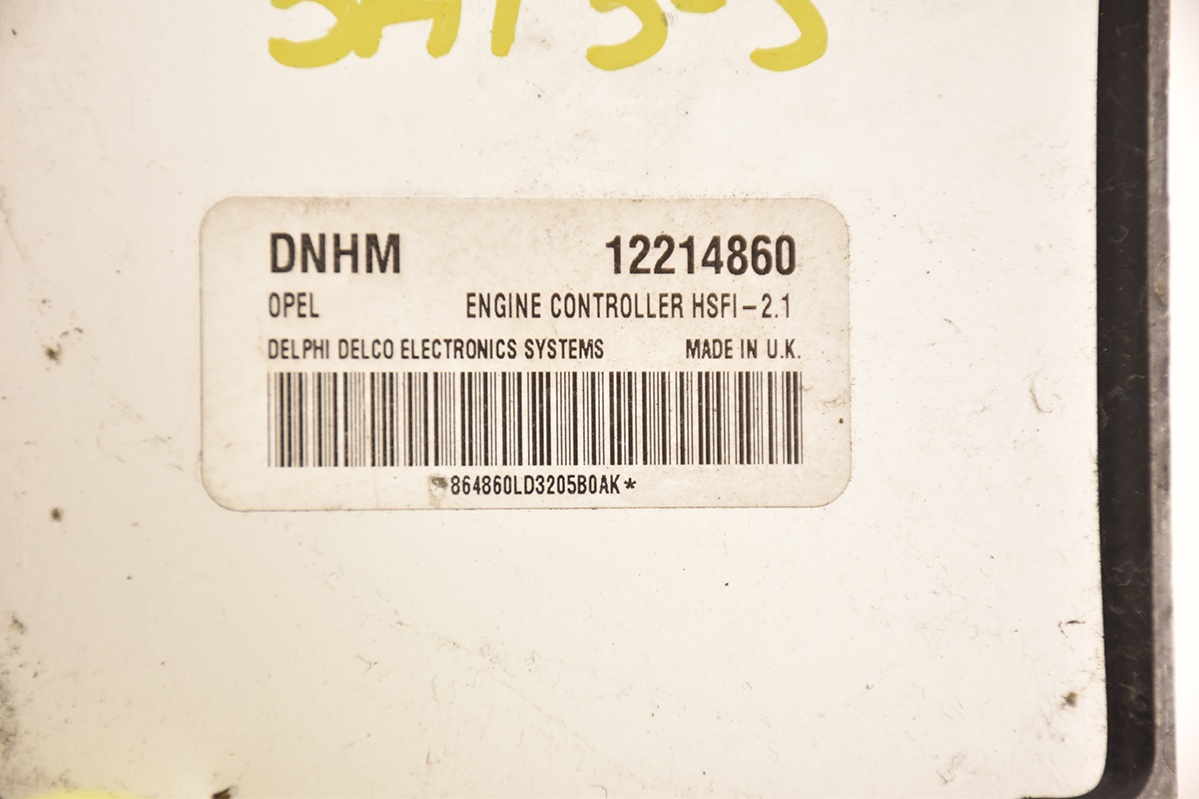 DNHM 12214860
OPEL ENGINE CONTROLLER HSFI-2.1
DELPHI DELCO ELECTRONICS SYSTEMS MADE IN U.K.
864860LD3205B0AK*